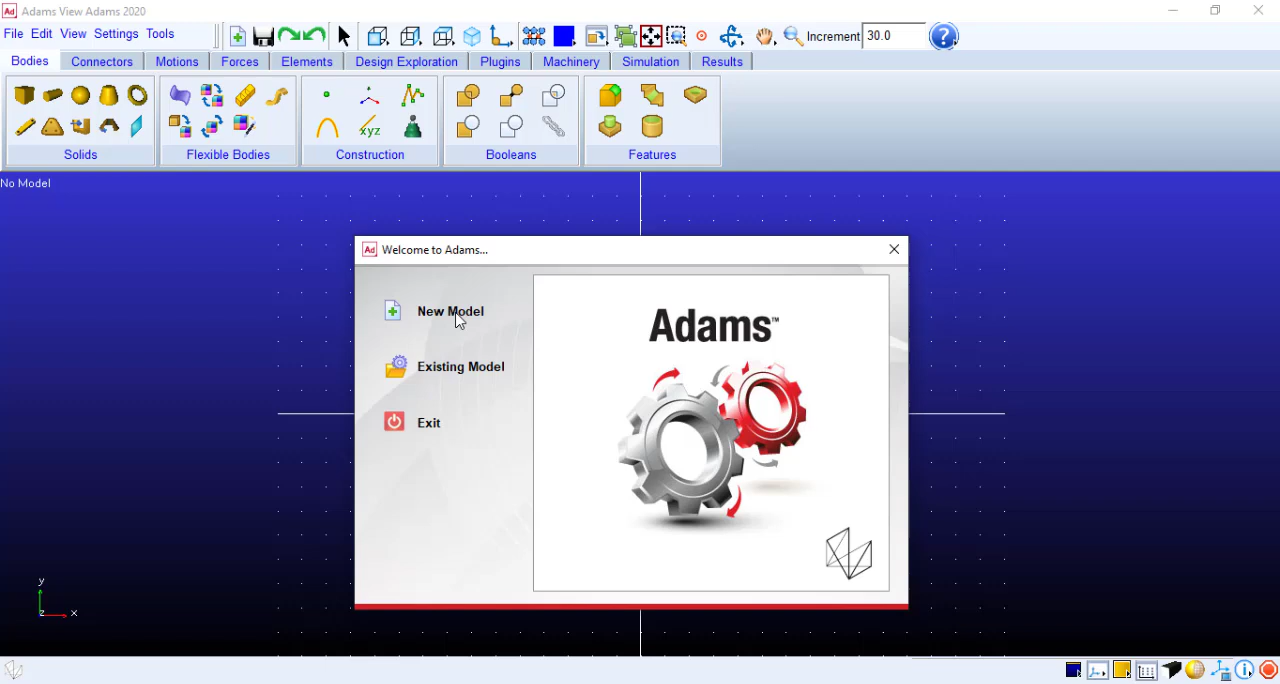 Ad Adams View Adams 2020
File Edit View Settings Tools
Increment 30.0 ?
Bodies Connectors Motions Forces Elements Design Exploration Plugins Machinery Simulation Results
xyz
Solids Flexible Bodies Construction Booleans Features
No Model
Ad Welcome to Adams...
New Model
Adams™
Existing Model
Exit
y
z x